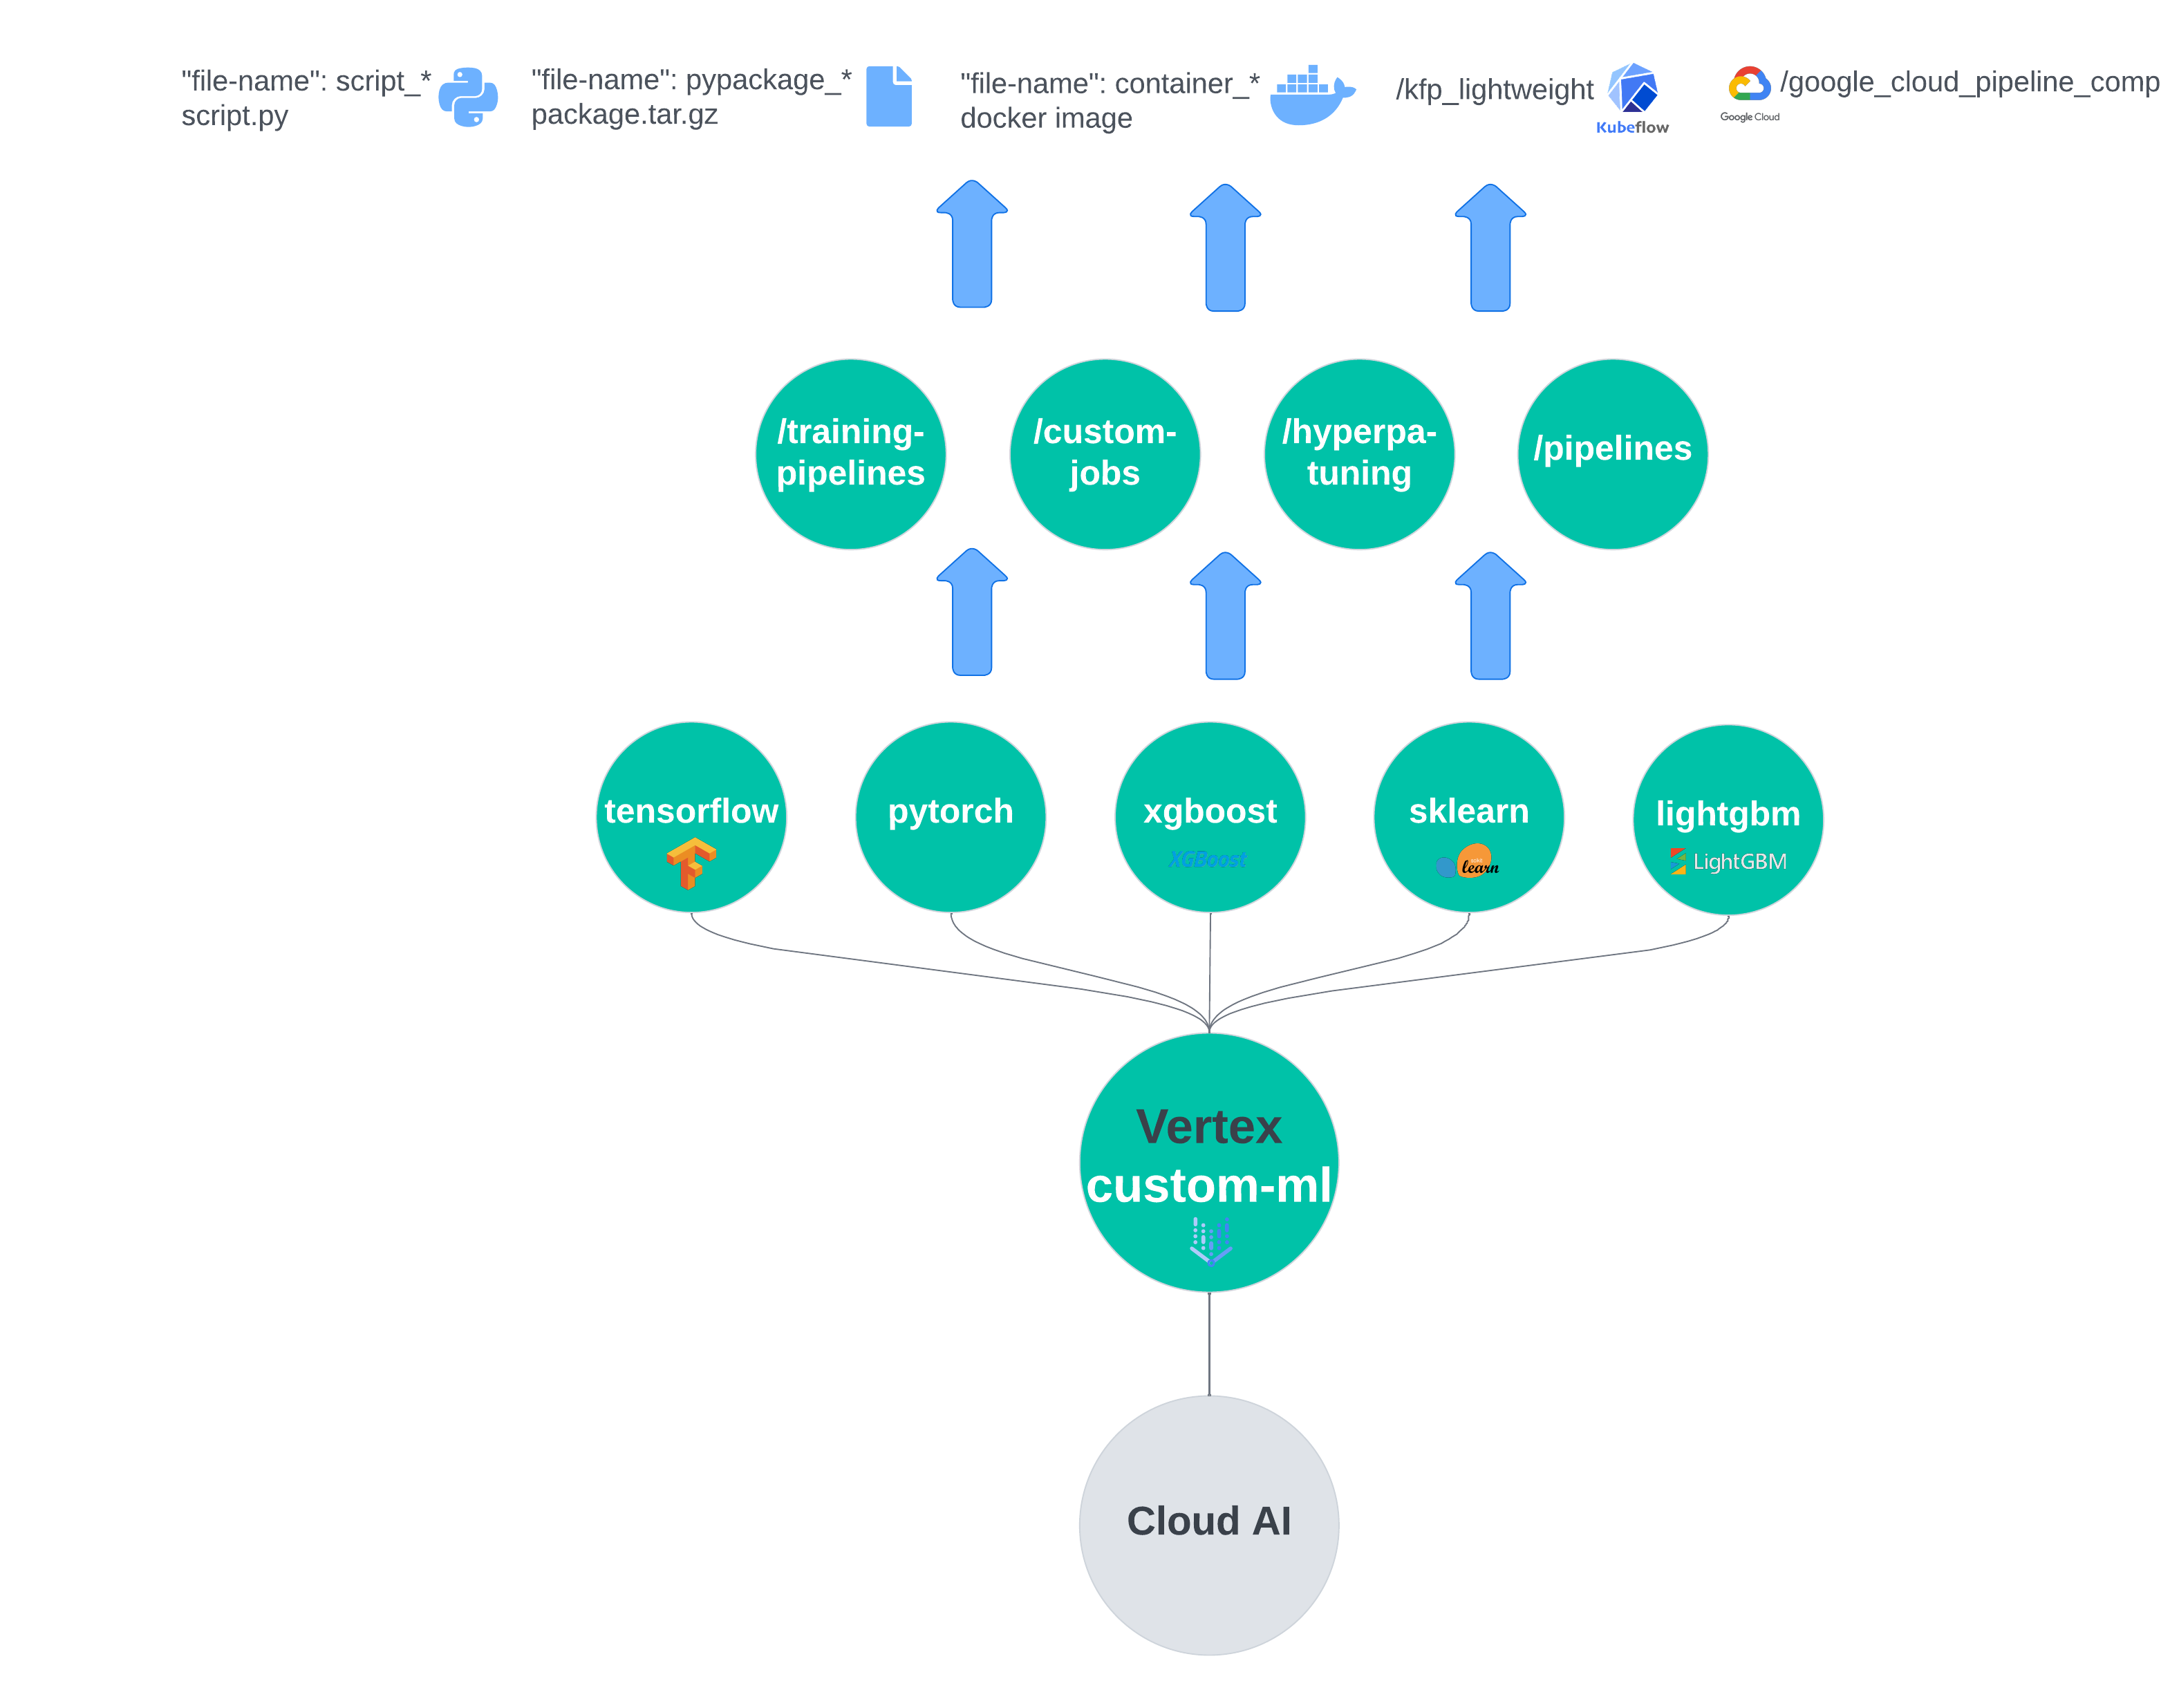 "file-name": script_*
script.py
"file-name": pypackage_*
package.tar.gz
"file-name": container_*
docker image
/kfp_lightweight
Kubeflow
/google_cloud_pipeline_comp
Google Cloud
/training-
pipelines
/custom-
jobs
/hyperpa-
tuning
/pipelines
tensorflow
pytorch
xgboost
XGBoost
sklearn
scikit
learn
lightgbm
LightGBM
Vertex
custom-ml
Cloud AI